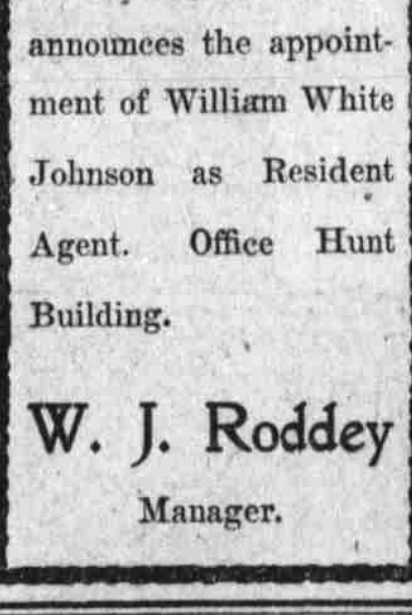 announces the appoint-
ment of William White
Johnson as Resident
Agent. Office Hunt
Building.
W. J. Roddey
Manager.